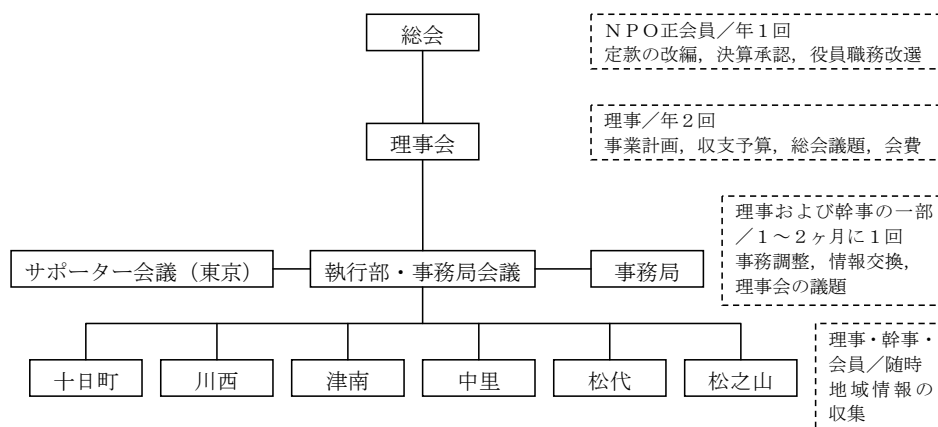 総会
ＮＰＯ正会員／年１回
定款の改編，決算承認，役員職務改選
理事会
理事／年２回
事業計画，収支予算，総会議題，会費
理事および幹事の一部
／１～２ヶ月に１回
事務調整，情報交換，
理事会の議題
サポーター会議（東京）
執行部・事務局会議
事務局
理事・幹事・
会員／随時
地域情報の
収集
十日町
川西
津南
中里
松代
松之山